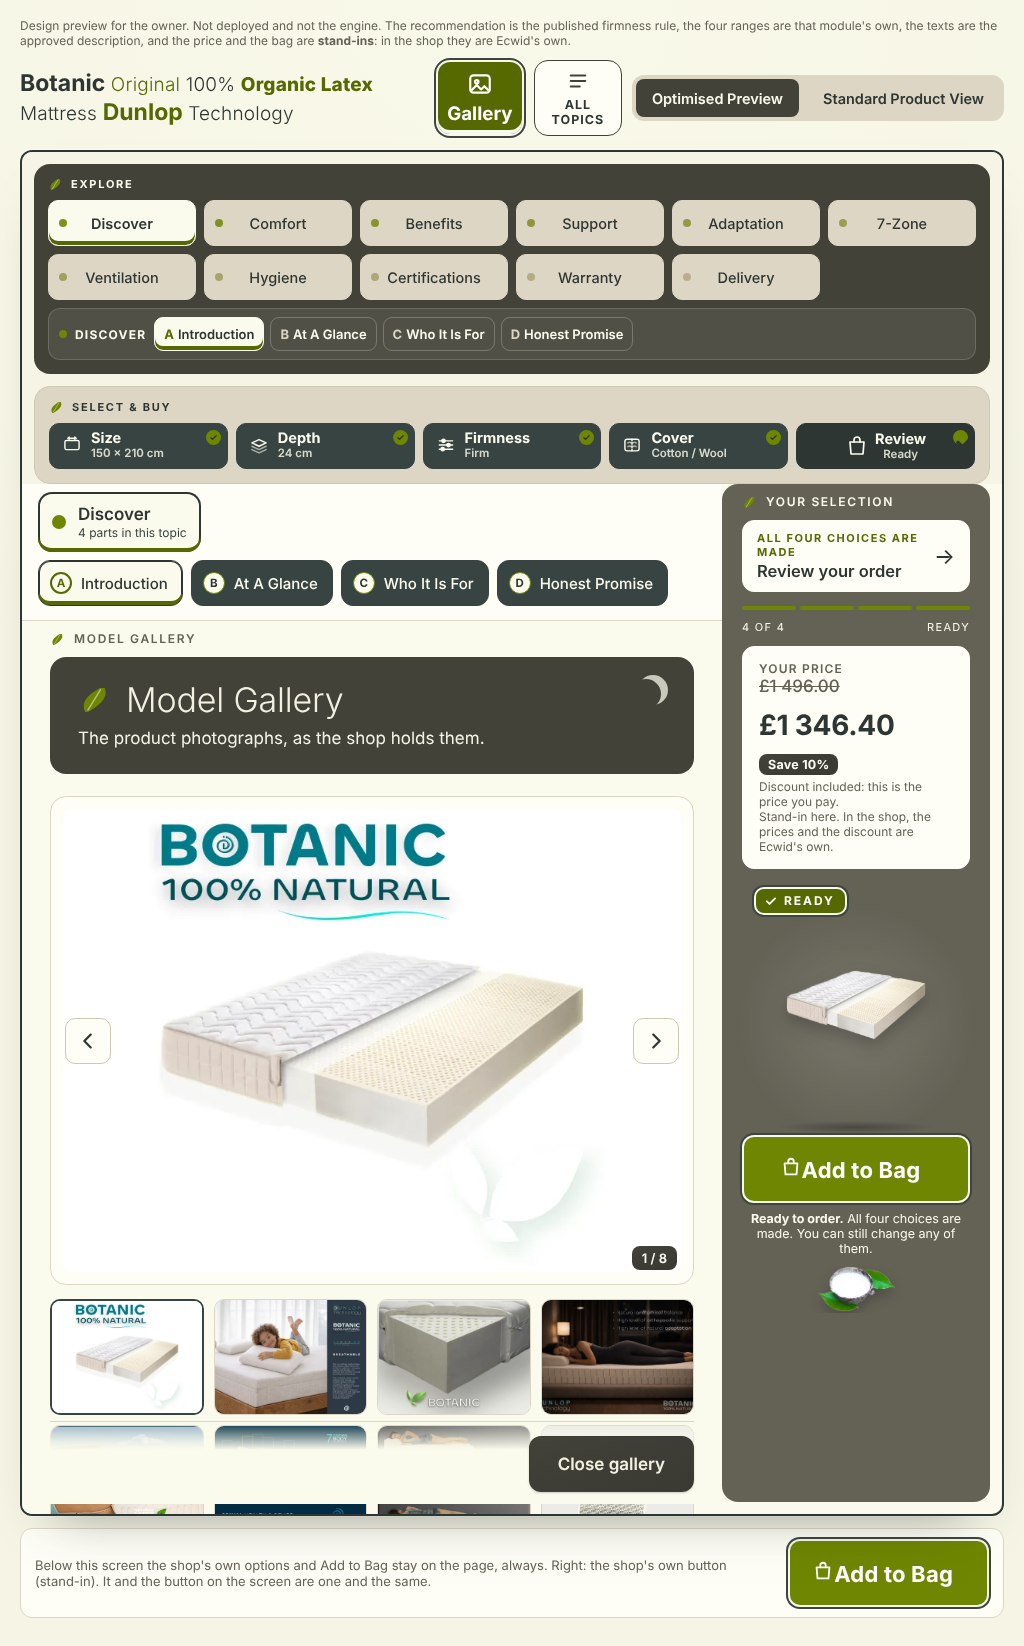 Design preview for the owner. Not deployed and not the engine. The recommendation is the published firmness rule, the four ranges are that module's own, the texts are the
approved description, and the price and the bag are stand-ins: in the shop they are Ecwid's own.
Botanic Original 100% Organic Latex
Mattress Dunlop Technology
Gallery
ALL
TOPICS
Optimised Preview
Standard Product View
EXPLORE
Discover
Comfort
Benefits
Support
Adaptation
7-Zone
Ventilation
Hygiene
Certifications
Warranty
Delivery
DISCOVER
A Introduction
B At A Glance
C Who It Is For
D Honest Promise
SELECT & BUY
Size
150 × 210 cm
Depth
24 cm
Firmness
Firm
Cover
Cotton / Wool
Review
Ready
Discover
4 parts in this topic
A Introduction
B At A Glance
C Who It Is For
D Honest Promise
MODEL GALLERY
Model Gallery
The product photographs, as the shop holds them.
BOTANIC
100% NATURAL
1 / 8
BOTANIC
100% NATURAL
BOTANIC
100% NATURAL
BREATHABLE
BOTANIC
Close gallery
YOUR SELECTION
ALL FOUR CHOICES ARE
MADE
Review your order
4 OF 4
READY
YOUR PRICE
£1 496.00
£1 346.40
Save 10%
Discount included: this is the
price you pay.
Stand-in here. In the shop, the
prices and the discount are
Ecwid's own.
READY
Add to Bag
Ready to order. All four choices are
made. You can still change any of
them.
Below this screen the shop's own options and Add to Bag stay on the page, always. Right: the shop's own button
(stand-in). It and the button on the screen are one and the same.
Add to Bag